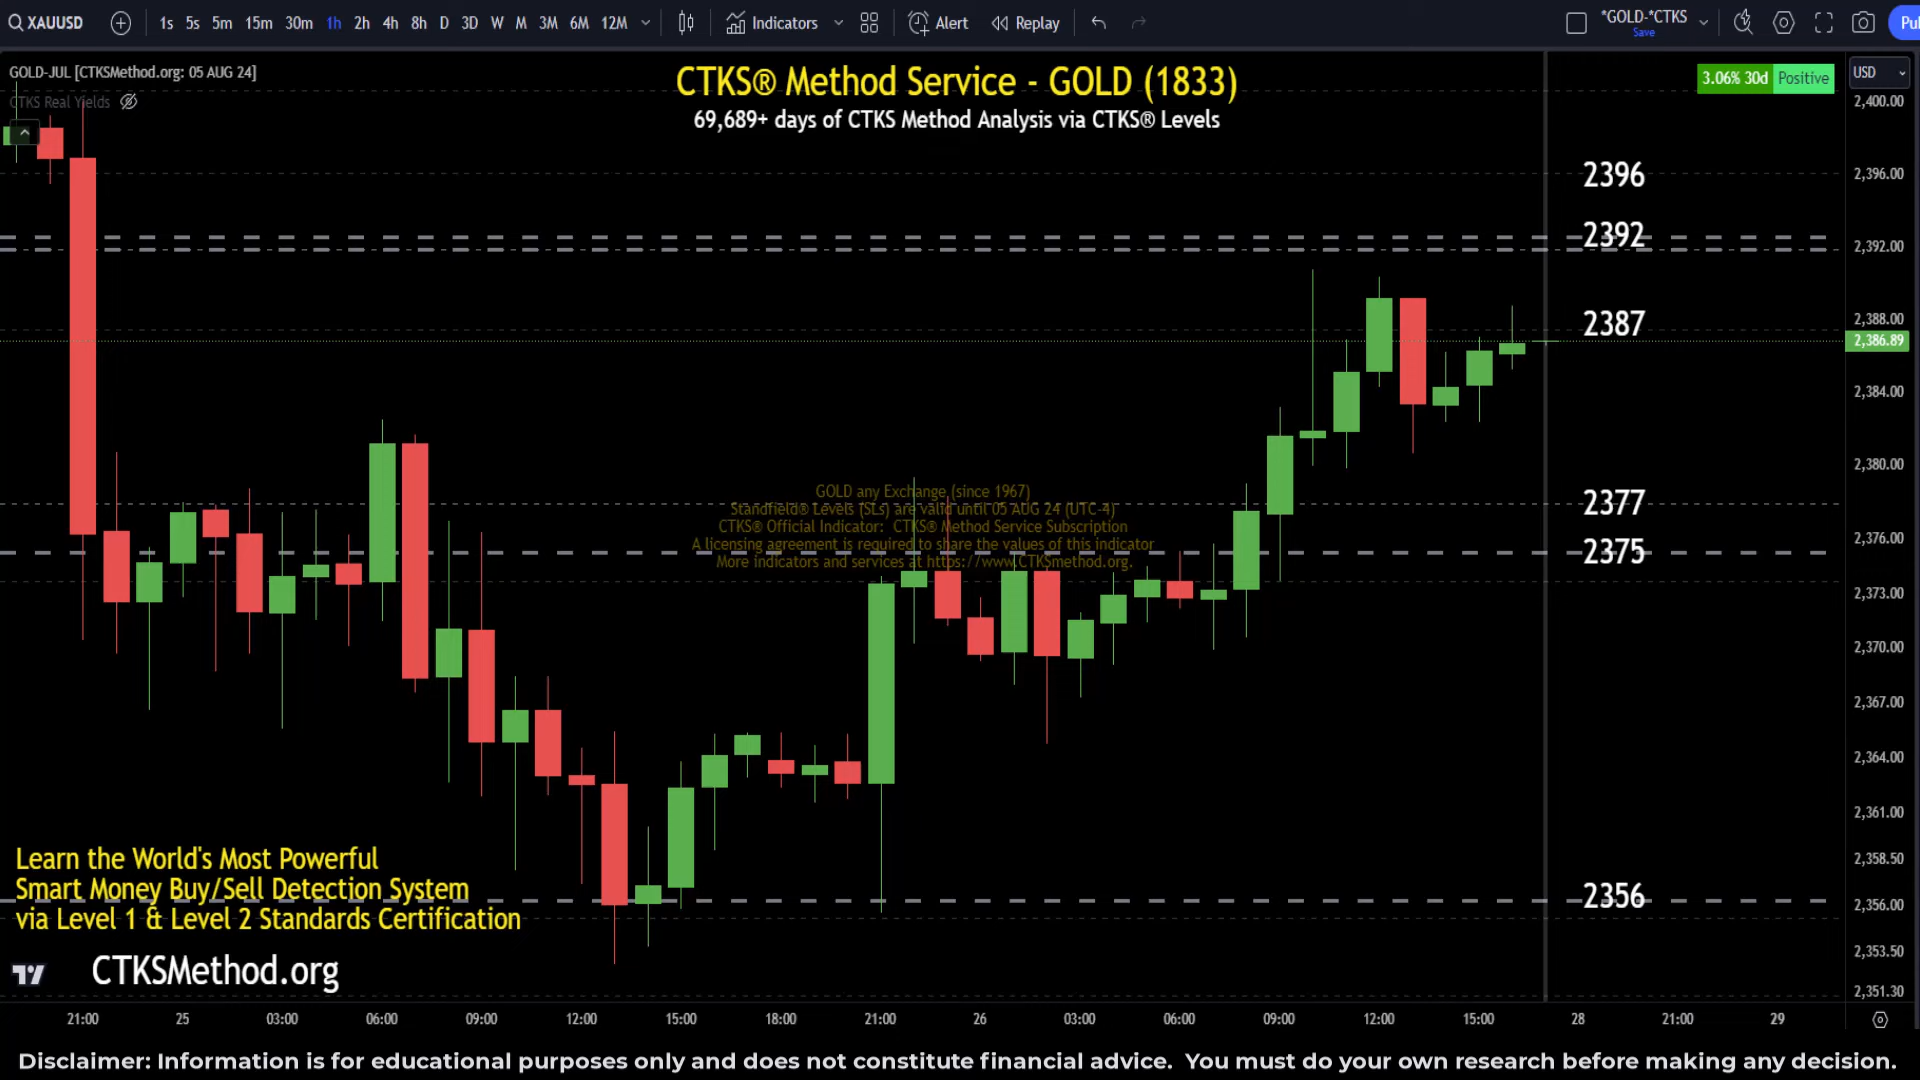 XAUUSD 1s 5s 5m 15m 30m 1h 2h 4h 8h D 3D W M 3M 6M 12M Indicators Alert Replay *GOLD-*CTKS
Save
GOLD-JUL [CTKSMethod.org: 05 AUG 24]
CTKS Real Yields
CTKS® Method Service - GOLD (1833)
69,689+ days of CTKS Method Analysis via CTKS® Levels
3.06% 30d Positive
USD
2,400.00
2396
2,396.00
2392
2,392.00
2387
2,388.00
2,386.89
2,384.00
2,380.00
2377
2375
2,376.00
2,373.00
2,370.00
2,367.00
2,364.00
2,361.00
2,358.50
2356
2,356.00
2,353.50
2,351.30
GOLD any Exchange (since 1967)
Standfield® Levels (SLs) are valid until 05 AUG 24 (UTC-4)
CTKS® Official Indicator: CTKS® Method Service Subscription
A licensing agreement is required to share the values of this indicator
More indicators and services at https://www.CTKSmethod.org.
Learn the World's Most Powerful
Smart Money Buy/Sell Detection System
via Level 1 & Level 2 Standards Certification
CTKSMethod.org
21:00 25 03:00 06:00 09:00 12:00 15:00 18:00 21:00 26 03:00 06:00 09:00 12:00 15:00 28 21:00 29
Disclaimer: Information is for educational purposes only and does not constitute financial advice. You must do your own research before making any decision.